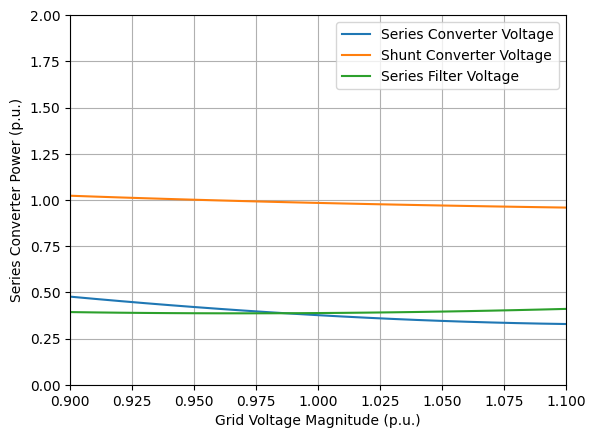 2.00
1.75
1.50
1.25
1.00
0.75
0.50
0.25
0.00
Series Converter Power (p.u.)
Series Converter Voltage
Shunt Converter Voltage
Series Filter Voltage
0.900 0.925 0.950 0.975 1.000 1.025 1.050 1.075 1.100
Grid Voltage Magnitude (p.u.)